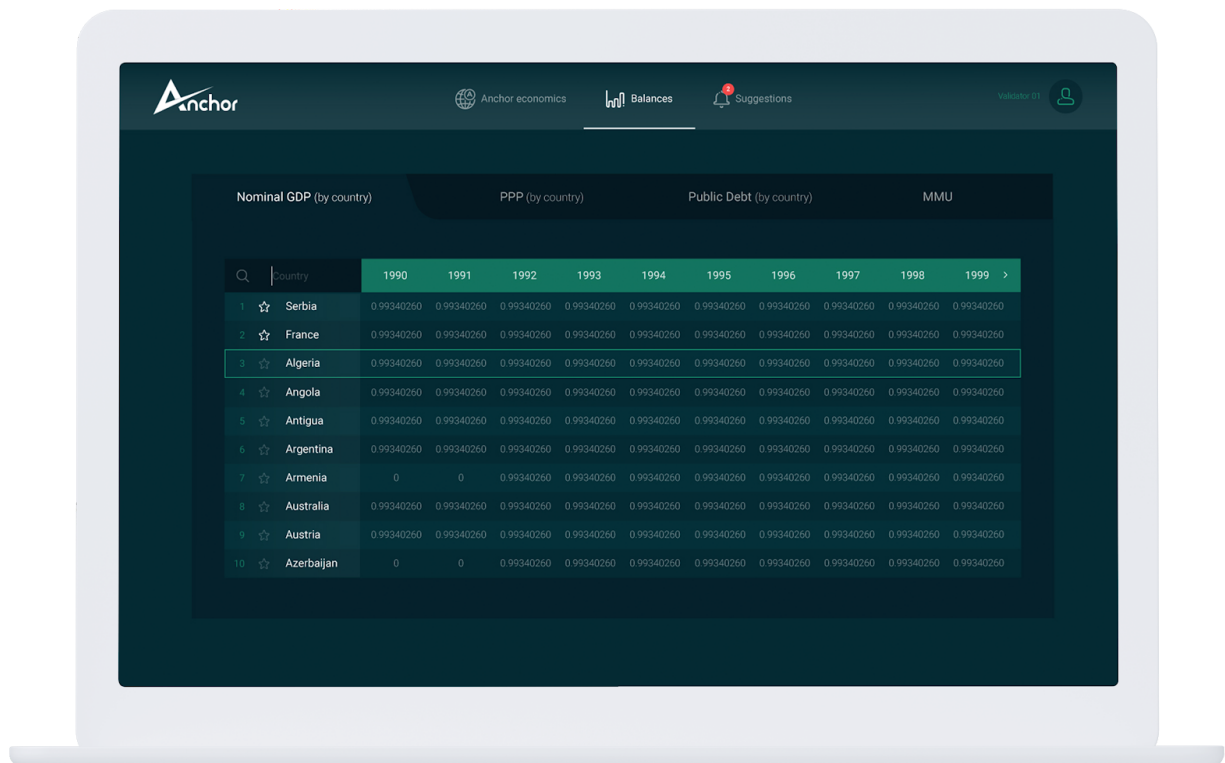 Anchor
Anchor economics
Balances
2
Suggestions
Validator 01
Nominal GDP (by country)
PPP (by country)
Public Debt (by country)
MMU
Country 1990 1991 1992 1993 1994 1995 1996 1997 1998 1999 >
1 Serbia 0.99340260 0.99340260 0.99340260 0.99340260 0.99340260 0.99340260 0.99340260 0.99340260 0.99340260 0.99340260
2 France 0.99340260 0.99340260 0.99340260 0.99340260 0.99340260 0.99340260 0.99340260 0.99340260 0.99340260 0.99340260
3 Algeria 0.99340260 0.99340260 0.99340260 0.99340260 0.99340260 0.99340260 0.99340260 0.99340260 0.99340260 0.99340260
4 Angola 0.99340260 0.99340260 0.99340260 0.99340260 0.99340260 0.99340260 0.99340260 0.99340260 0.99340260 0.99340260
5 Antigua 0.99340260 0.99340260 0.99340260 0.99340260 0.99340260 0.99340260 0.99340260 0.99340260 0.99340260 0.99340260
6 Argentina 0.99340260 0.99340260 0.99340260 0.99340260 0.99340260 0.99340260 0.99340260 0.99340260 0.99340260 0.99340260
7 Armenia 0 0 0.99340260 0.99340260 0.99340260 0.99340260 0.99340260 0.99340260 0.99340260 0.99340260
8 Australia 0.99340260 0.99340260 0.99340260 0.99340260 0.99340260 0.99340260 0.99340260 0.99340260 0.99340260 0.99340260
9 Austria 0.99340260 0.99340260 0.99340260 0.99340260 0.99340260 0.99340260 0.99340260 0.99340260 0.99340260 0.99340260
10 Azerbaijan 0 0 0.99340260 0.99340260 0.99340260 0.99340260 0.99340260 0.99340260 0.99340260 0.99340260